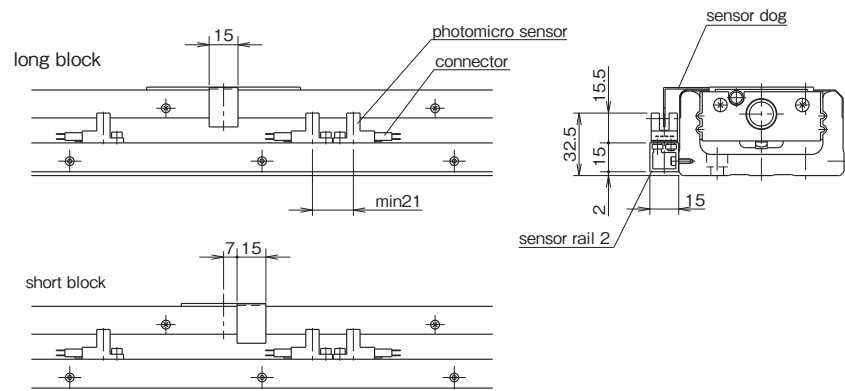 long block
15
photomicro sensor
connector
min21
sensor dog
15.5
32.5
15
2
15
sensor rail 2
short block
7
15